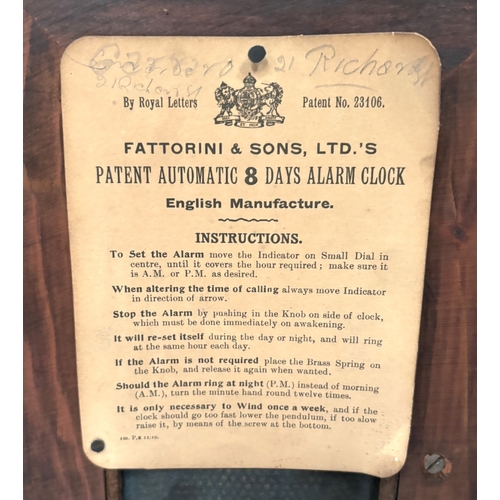 21 Richon St
21 Richon St
By Royal Letters Patent No. 23106.
FATTORINI & SONS, LTD.'S
PATENT AUTOMATIC 8 DAYS ALARM CLOCK
English Manufacture.
INSTRUCTIONS.
To Set the Alarm move the Indicator on Small Dial in
centre, until it covers the hour required; make sure it
is A.M. or P.M. as desired.
When altering the time of calling always move Indicator
in direction of arrow.
Stop the Alarm by pushing in the Knob on side of clock,
which must be done immediately on awakening.
It will re-set itself during the day or night, and will ring
at the same hour each day.
If the Alarm is not required place the Brass Spring on
the Knob, and release it again when wanted.
Should the Alarm ring at night (P.M.) instead of morning
(A.M.), turn the minute hand round twelve times.
It is only necessary to Wind once a week, and if the
clock should go too fast lower the pendulum, if too slow
raise it, by means of the screw at the bottom.